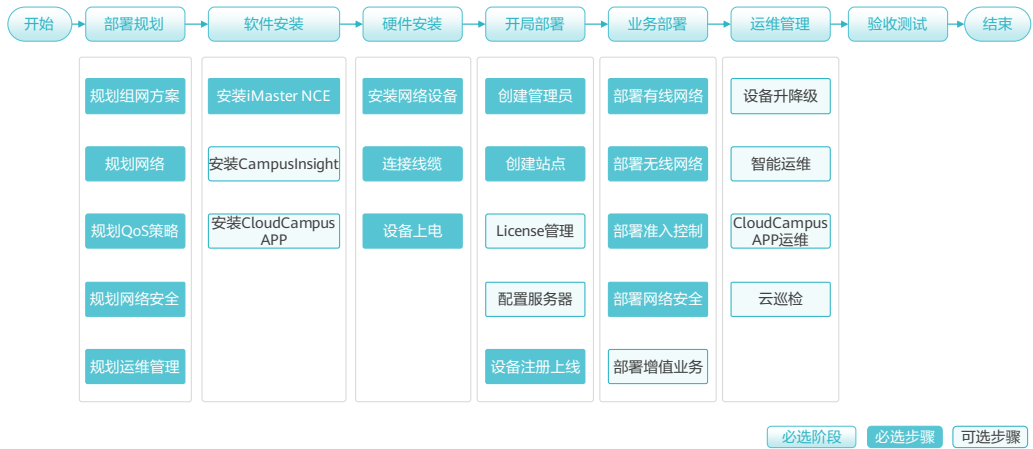 开始
部署规划
软件安装
硬件安装
开局部署
业务部署
运维管理
验收测试
结束
规划组网方案
规划网络
规划QoS策略
规划网络安全
规划运维管理
安装iMaster NCE
安装CampusInsight
安装CloudCampus
APP
安装网络设备
连接线缆
设备上电
创建管理员
创建站点
License管理
配置服务器
设备注册上线
部署有线网络
部署无线网络
部署准入控制
部署网络安全
部署增值业务
设备升降级
智能运维
CloudCampus
APP运维
云巡检
必选阶段
必选步骤
可选步骤